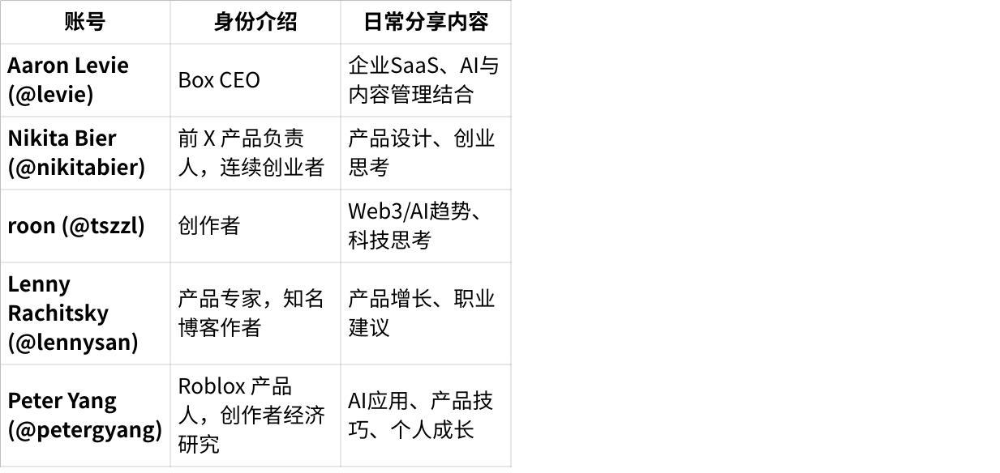 账号
身份介绍
日常分享内容
Aaron Levie
(@levie)
Box CEO
企业SaaS、AI与
内容管理结合
Nikita Bier
(@nikitabier)
前 X 产品负责
人，连续创业者
产品设计、创业
思考
roon (@tszzl)
创作者
Web3/AI趋势、
科技思考
Lenny
Rachitsky
(@lennysan)
产品专家，知名
博客作者
产品增长、职业
建议
Peter Yang
(@petergyang)
Roblox 产品
人，创作者经济
研究
AI应用、产品技
巧、个人成长